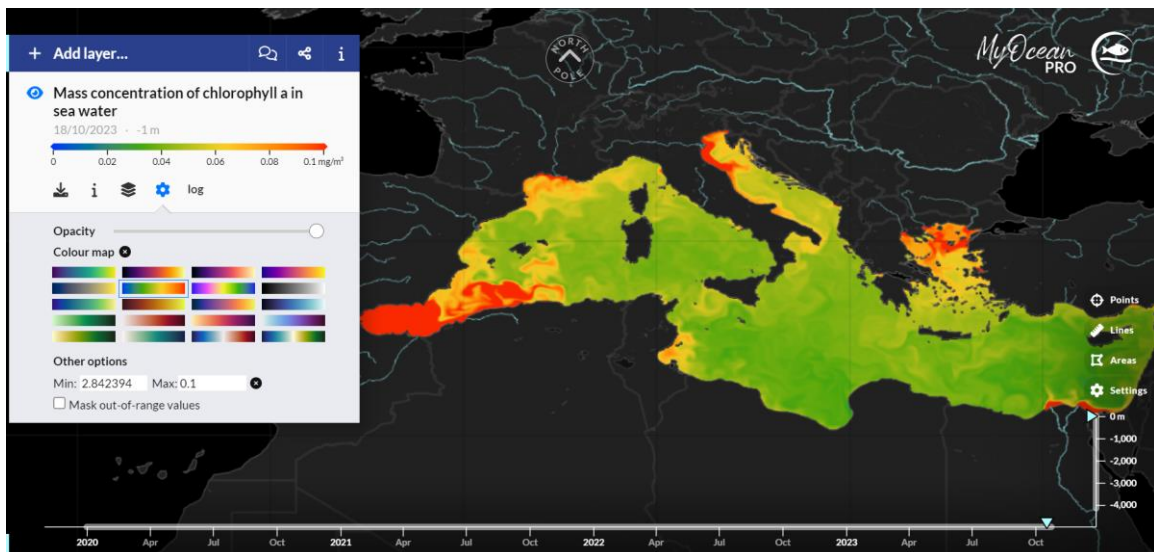 + Add layer...
i
Mass concentration of chlorophyll a in
sea water
18/10/2023 · -1 m
0 0.02 0.04 0.06 0.08 0.1 mg/m³
i log
Opacity
Colour map
Other options
Min: 2.842394 Max: 0.1
Mask out-of-range values
NORTH
POLE
MyOcean
PRO
Points
Lines
Areas
Settings
0 m
-1,000
-2,000
-3,000
-4,000
2020 Apr Jul Oct 2021 Apr Jul Oct 2022 Apr Jul Oct 2023 Apr Jul Oct